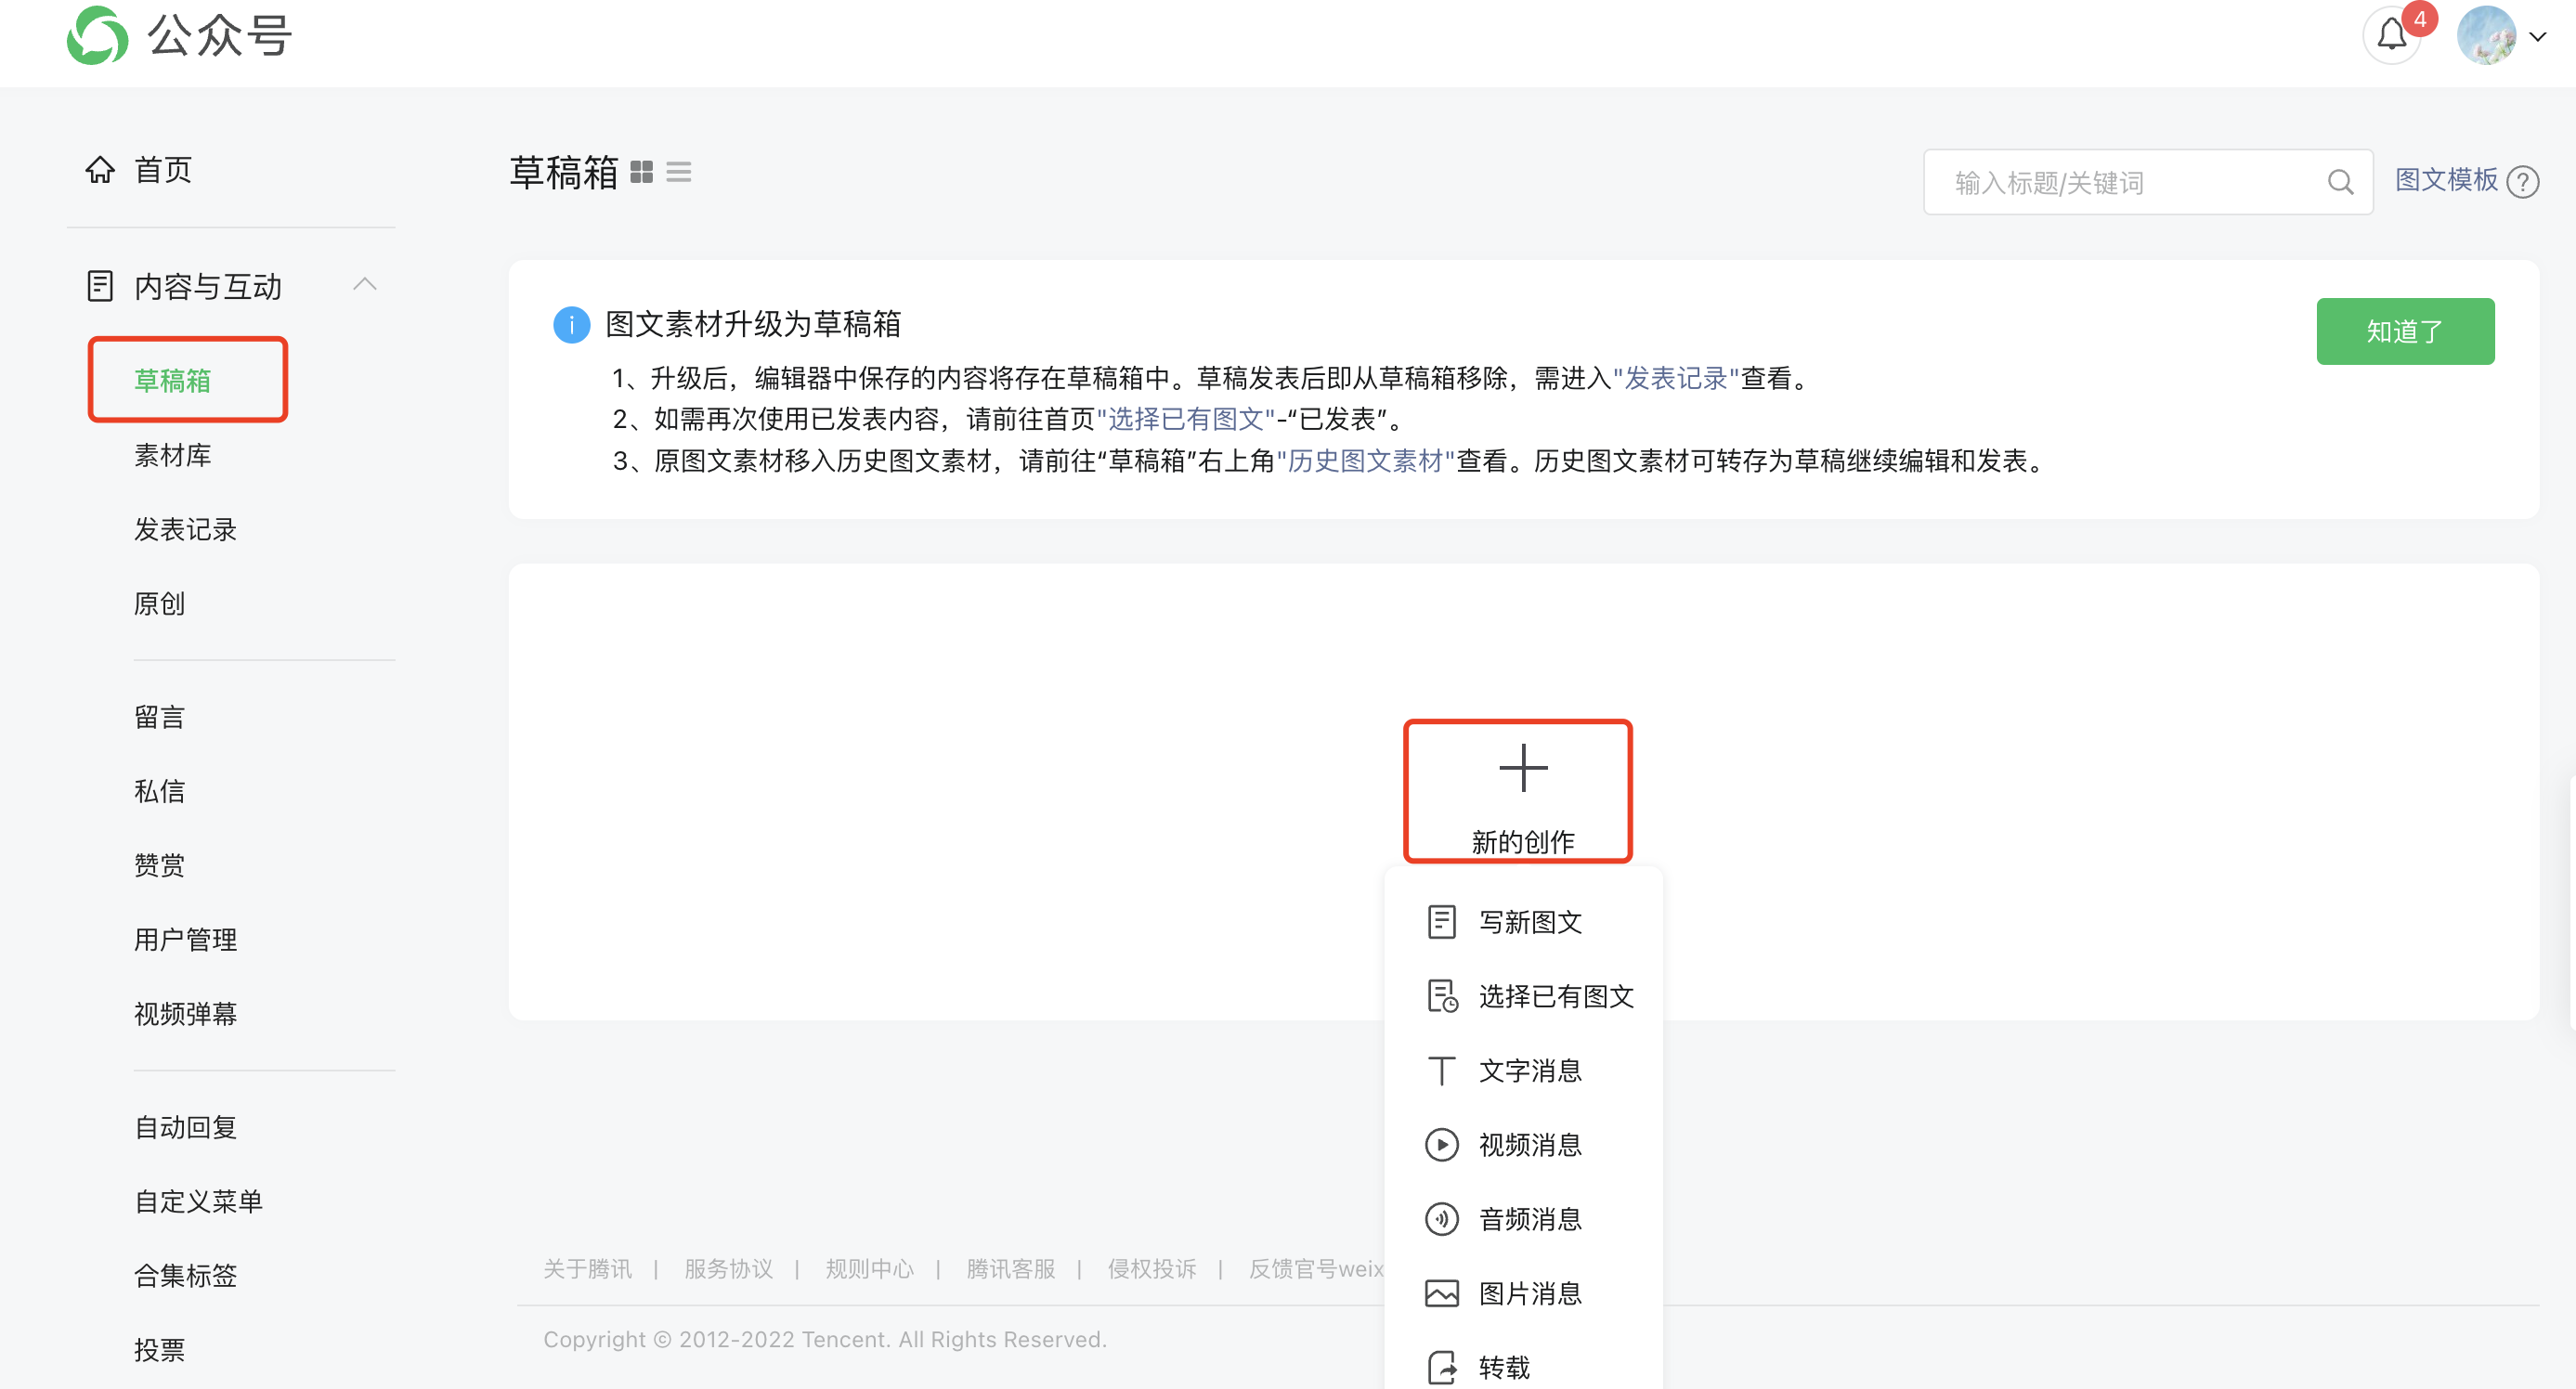 公众号
4
首页
内容与互动
草稿箱
素材库
发表记录
原创
留言
私信
赞赏
用户管理
视频弹幕
自动回复
自定义菜单
合集标签
投票
草稿箱
输入标题/关键词
图文模板
图文素材升级为草稿箱
知道了
1、升级后，编辑器中保存的内容将存在草稿箱中。草稿发表后即从草稿箱移除，需进入"发表记录"查看。
2、如需再次使用已发表内容，请前往首页"选择已有图文"-“已发表”。
3、原图文素材移入历史图文素材，请前往“草稿箱”右上角"历史图文素材"查看。历史图文素材可转存为草稿继续编辑和发表。
新的创作
写新图文
选择已有图文
文字消息
视频消息
音频消息
图片消息
转载
关于腾讯 | 服务协议 | 规则中心 | 腾讯客服 | 侵权投诉 | 反馈官号weix
Copyright © 2012-2022 Tencent. All Rights Reserved.